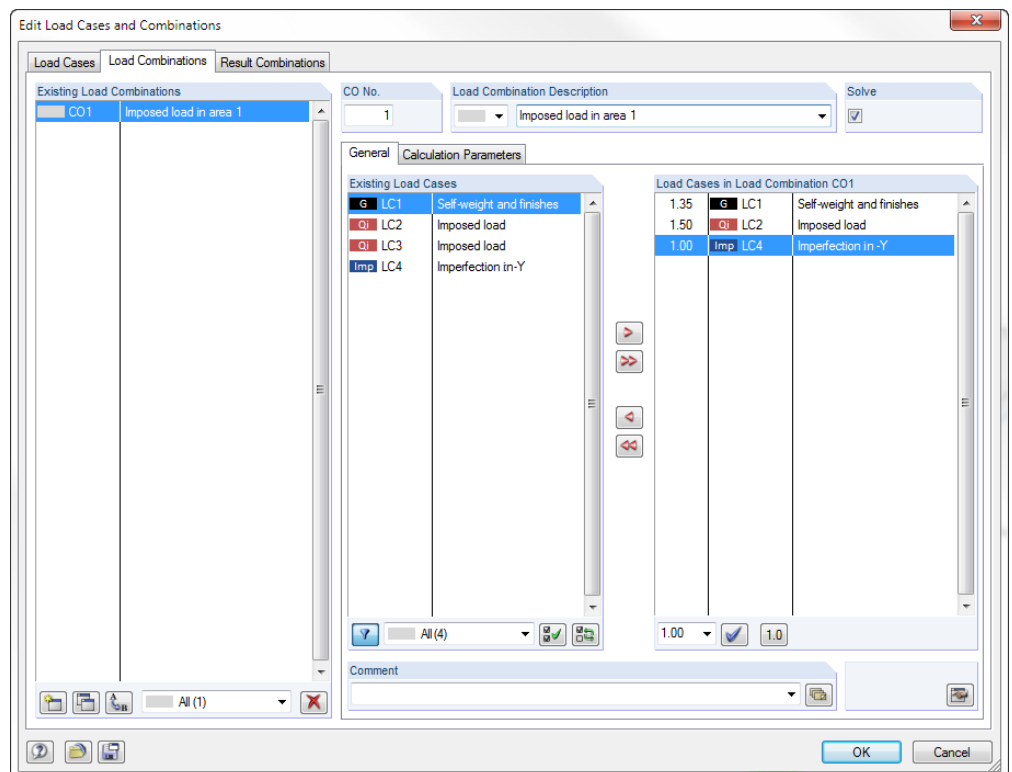 Edit Load Cases and Combinations
Load Cases Load Combinations Result Combinations
Existing Load Combinations
CO1 Imposed load in area 1
All (1)
CO No.
1
Load Combination Description
Imposed load in area 1
Solve
General Calculation Parameters
Existing Load Cases
G LC1 Self-weight and finishes
Qi LC2 Imposed load
Qi LC3 Imposed load
Imp LC4 Imperfection in-Y
All (4)
> 
>>
<
<<
Load Cases in Load Combination CO1
1.35 G LC1 Self-weight and finishes
1.50 Qi LC2 Imposed load
1.00 Imp LC4 Imperfection in -Y
1.00 1.0
Comment
OK Cancel